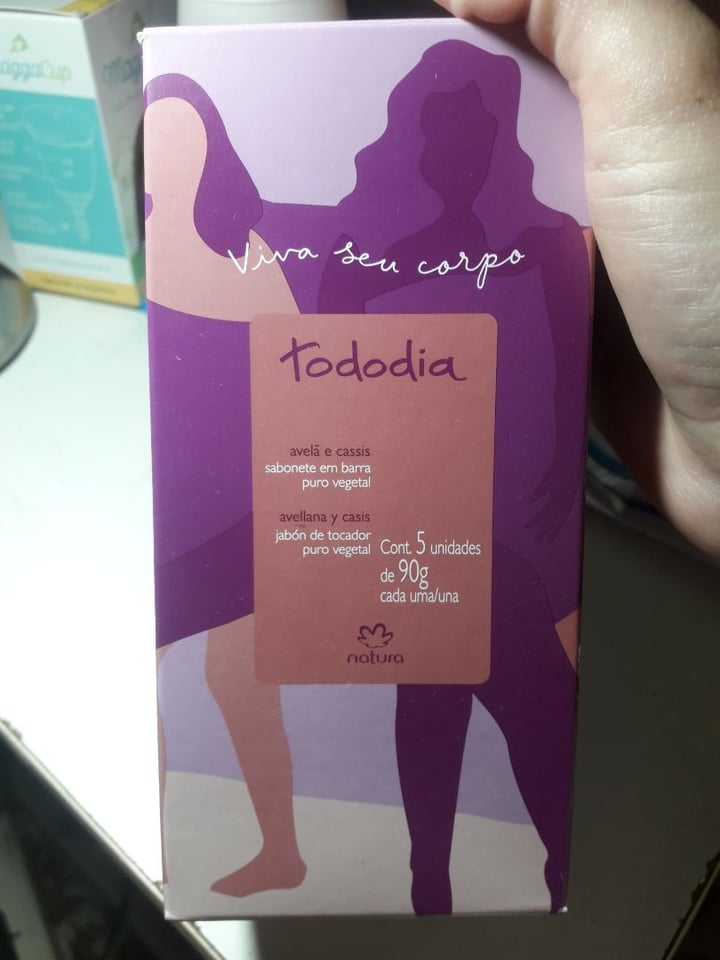 maggaCup
Viva seu corpo
tododia
avelã e cassis
sabonete em barra
puro vegetal
avellana y casis
jabón de tocador
puro vegetal
Cont. 5 unidades
de 90g
cada uma/una
natura